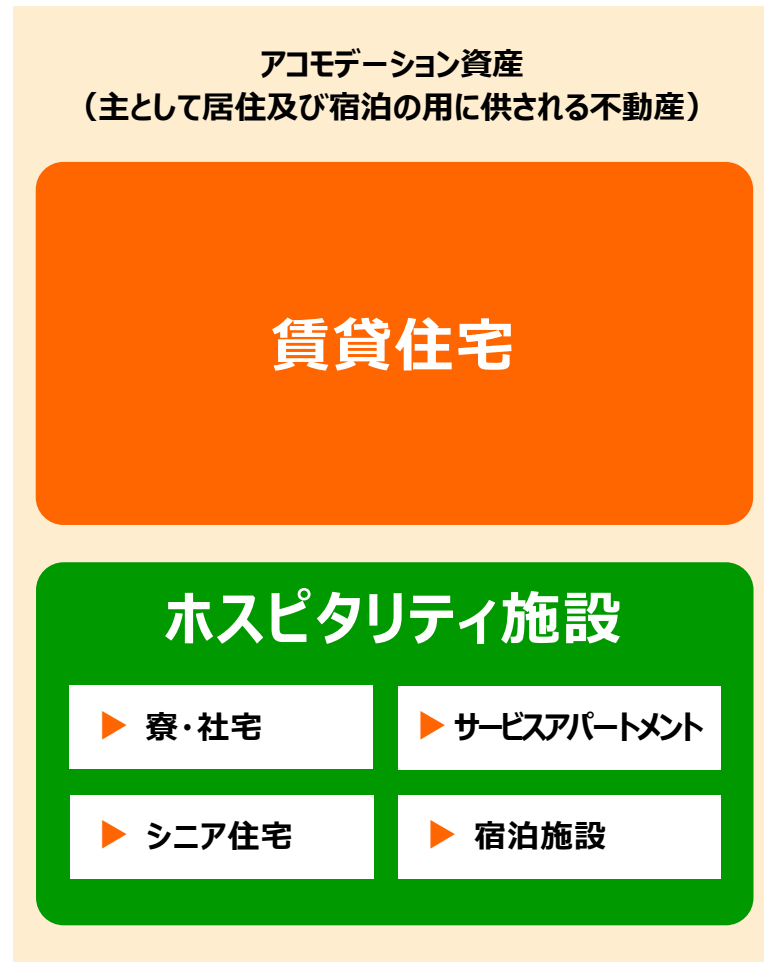 アコモデーション資産
（主として居住及び宿泊の用に供される不動産）
賃貸住宅
ホスピタリティ施設
▶ 寮・社宅
▶ サービスアパートメント
▶ シニア住宅
▶ 宿泊施設